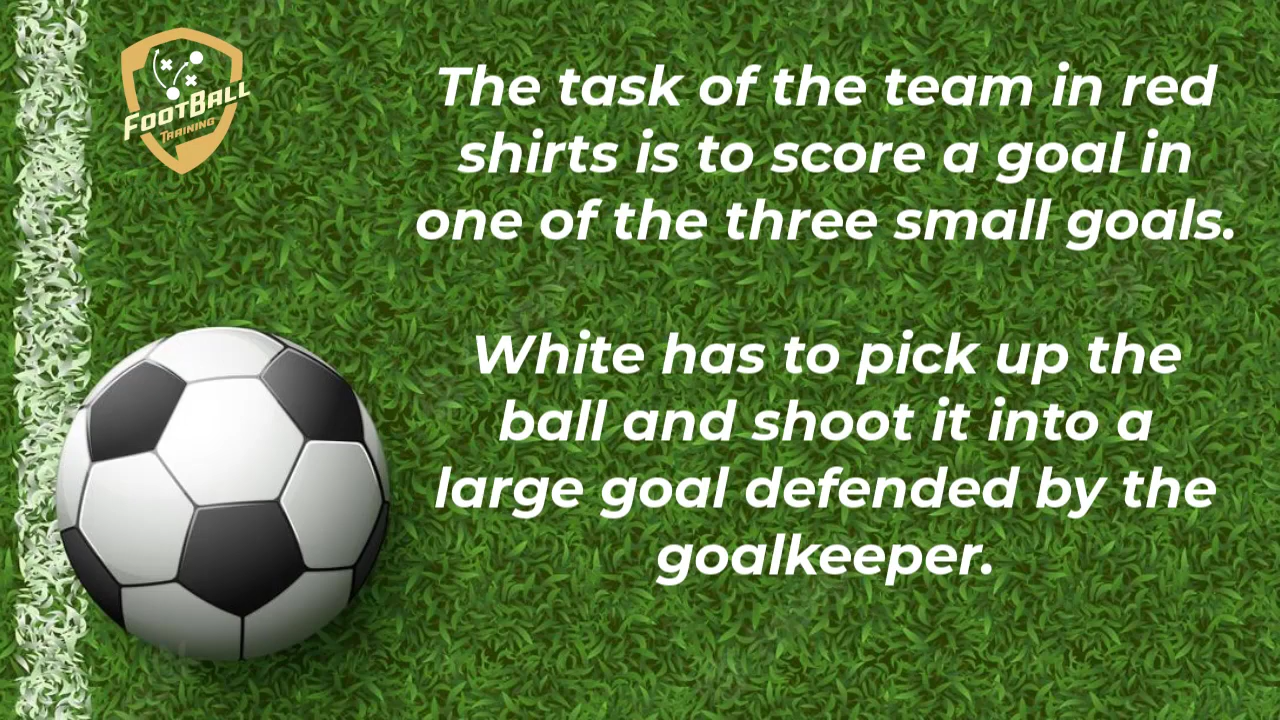 FOOTBALL
TRAINING
The task of the team in red
shirts is to score a goal in
one of the three small goals.
White has to pick up the
ball and shoot it into a
large goal defended by the
goalkeeper.